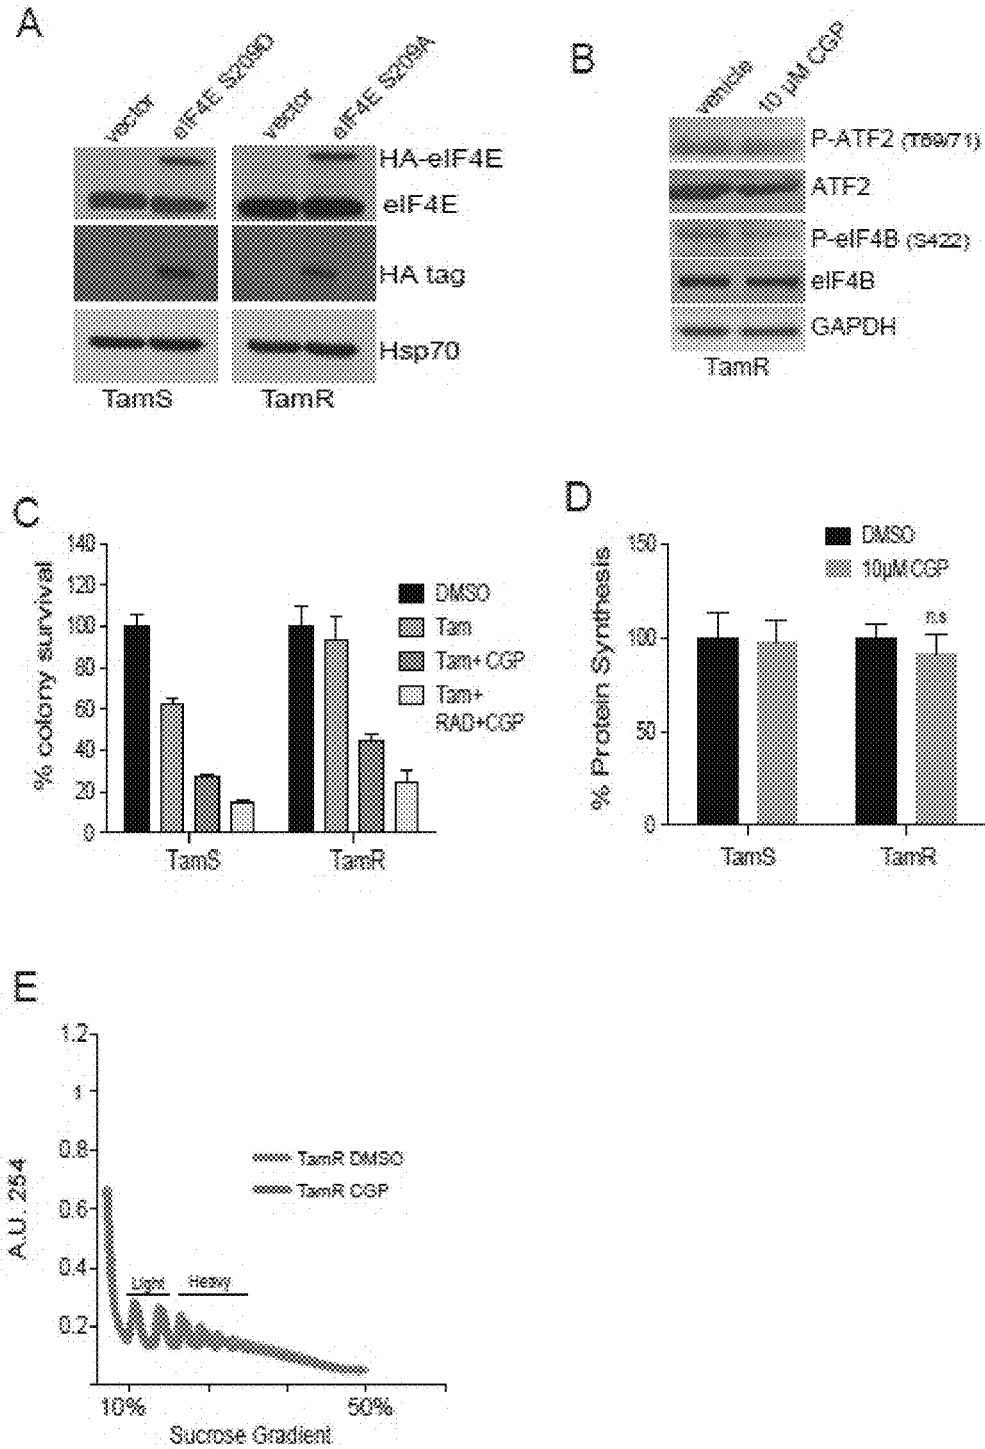 A
vector
eIF4E S209D
vector
eIF4E S209A
HA-eIF4E
eIF4E
HA tag
Hsp70
TamS
TamR
B
vehicle
10 µM CGP
P-ATF2 (T69/71)
ATF2
P-eIF4B (S422)
eIF4B
GAPDH
TamR
C
% colony survival
140
120
100
80
60
40
20
0
TamS
TamR
DMSO
Tam
Tam+CGP
Tam+
RAD+CGP
D
% Protein Synthesis
150
100
50
0
TamS
TamR
DMSO
10µM CGP
n.s
E
A.U. 254
1.2
1
0.8
0.6
0.4
0.2
TamR DMSO
TamR CGP
Light
Heavy
10%
50%
Sucrose Gradient